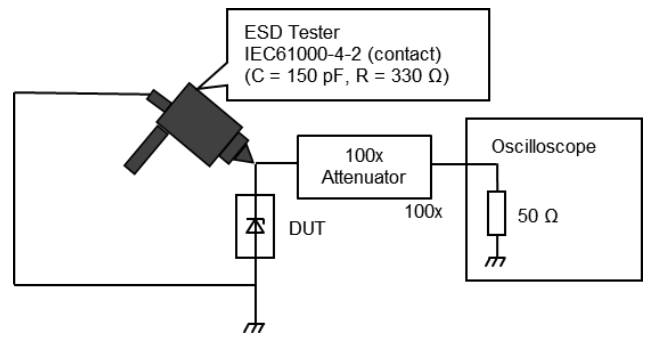 ESD Tester
IEC61000-4-2 (contact)
(C = 150 pF, R = 330 Ω)
100x
Attenuator
100x
Oscilloscope
50 Ω
DUT